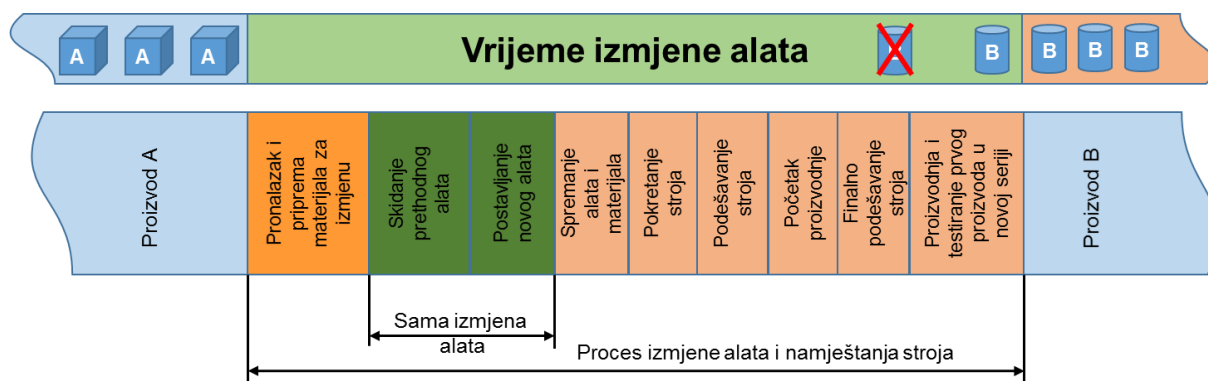 A A A
Vrijeme izmjene alata
B
B B B
Proizvod A
Pronalazak i
priprema
materijala za
izmjenu
Skidanje
prethodnog
alata
Postavljanje
novog alata
Spremanje
alata i
materijala
Pokretanje
stroja
Podešavanje
stroja
Početak
proizvodnje
Finalno
podešavanje
stroja
Proizvodnja i
testiranje prvog
proizvoda u
novoj seriji
Proizvod B
Sama izmjena
alata
Proces izmjene alata i namještanja stroja